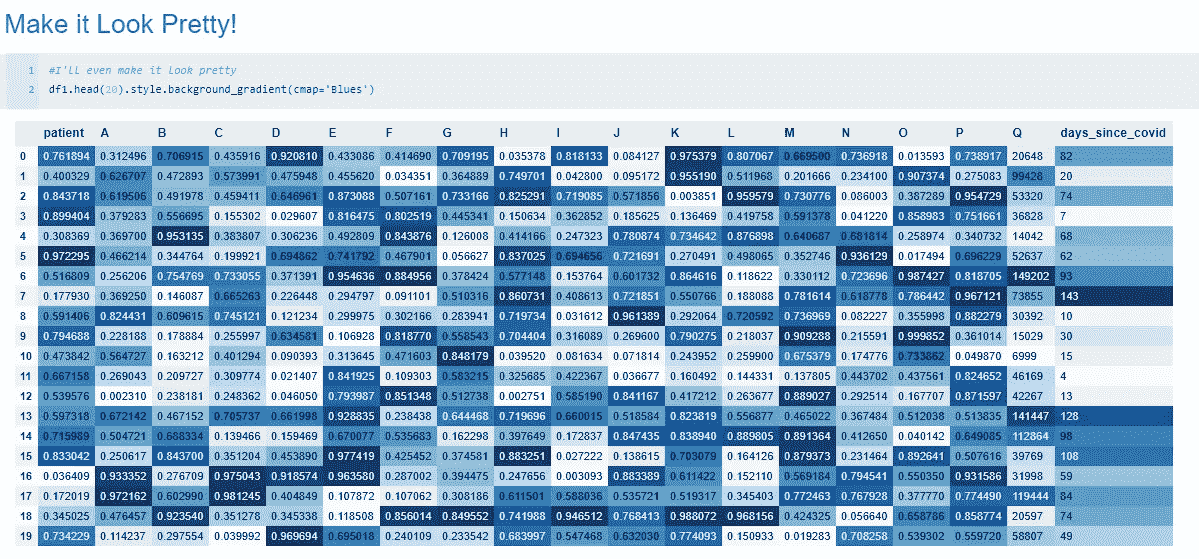 Make it Look Pretty!
1 #I'll even make it look pretty
2 df1.head(20).style.background_gradient(cmap='Blues')
patient A B C D E F G H I J K L M N O P Q days_since_covid
0 0.761894 0.312496 0.706915 0.435916 0.920810 0.433086 0.414690 0.709195 0.035378 0.818133 0.084127 0.975379 0.807067 0.669500 0.736918 0.013593 0.738917 20648 82
1 0.400329 0.626707 0.472893 0.573991 0.475948 0.455620 0.034351 0.364889 0.749701 0.042800 0.095172 0.955190 0.511968 0.201666 0.234100 0.907374 0.275083 99428 20
2 0.843718 0.619506 0.491978 0.459411 0.646961 0.873088 0.507161 0.733166 0.825291 0.719085 0.571856 0.003851 0.959579 0.730776 0.086003 0.387289 0.954729 53320 74
3 0.899404 0.379283 0.556695 0.155302 0.029607 0.816475 0.802519 0.445341 0.150634 0.362852 0.185625 0.136469 0.419758 0.591378 0.041220 0.858983 0.751661 36828 7
4 0.308369 0.369700 0.953135 0.383807 0.306236 0.492809 0.843876 0.126008 0.414166 0.247323 0.780874 0.734642 0.876898 0.640687 0.681814 0.258974 0.340732 14042 68
5 0.972295 0.466214 0.344764 0.199921 0.694862 0.741792 0.467901 0.056627 0.837025 0.694656 0.721691 0.270491 0.498065 0.352746 0.936129 0.017494 0.696229 52637 62
6 0.516809 0.256206 0.754769 0.733055 0.371391 0.954636 0.884956 0.378424 0.577148 0.153764 0.601732 0.864616 0.118622 0.330112 0.723696 0.987427 0.818705 149202 93
7 0.177930 0.369250 0.146087 0.665263 0.226448 0.294797 0.091101 0.510316 0.860731 0.408613 0.721851 0.550766 0.188088 0.781614 0.618778 0.786442 0.967121 73855 143
8 0.591406 0.824431 0.609615 0.745121 0.121234 0.299975 0.302166 0.283941 0.719734 0.031612 0.961389 0.292064 0.720592 0.736969 0.082227 0.355998 0.882279 30392 10
9 0.794688 0.228188 0.178884 0.255997 0.634581 0.106928 0.818770 0.558543 0.704404 0.316089 0.269600 0.790275 0.218037 0.909288 0.215591 0.999852 0.361014 15029 30
10 0.473842 0.564727 0.163212 0.401294 0.090393 0.313645 0.471603 0.848179 0.039520 0.081634 0.071814 0.243952 0.259900 0.675379 0.174776 0.733862 0.049870 6999 15
11 0.667158 0.269043 0.209727 0.309774 0.021407 0.841925 0.109303 0.583215 0.325685 0.422367 0.036677 0.160492 0.144331 0.137805 0.443702 0.437561 0.824652 46169 4
12 0.539576 0.002310 0.238181 0.248362 0.046050 0.793987 0.851348 0.512738 0.002751 0.585190 0.841167 0.417212 0.263677 0.889027 0.292514 0.167707 0.871597 42267 13
13 0.597318 0.672142 0.467152 0.705737 0.661998 0.928835 0.238438 0.644468 0.719696 0.660015 0.518584 0.823819 0.556877 0.465022 0.367484 0.512038 0.513835 141447 128
14 0.715989 0.504721 0.668334 0.139466 0.159469 0.670077 0.535683 0.162298 0.397649 0.172837 0.847435 0.838940 0.889805 0.891364 0.412650 0.040142 0.649085 112864 98
15 0.833042 0.250617 0.843700 0.351204 0.453890 0.977419 0.425452 0.374581 0.883251 0.027222 0.138615 0.703079 0.164126 0.879373 0.231464 0.892641 0.507616 39769 108
16 0.036409 0.933352 0.276709 0.975043 0.918574 0.963580 0.287002 0.394475 0.247656 0.003093 0.883389 0.611422 0.152110 0.569184 0.794541 0.550350 0.931586 31998 59
17 0.172019 0.972162 0.602990 0.981245 0.404849 0.107872 0.107062 0.308186 0.611501 0.588036 0.535721 0.519317 0.345403 0.772463 0.767928 0.377770 0.774490 119444 84
18 0.345025 0.476457 0.923540 0.351278 0.345338 0.118508 0.856014 0.849552 0.741988 0.946512 0.768413 0.988072 0.968156 0.424325 0.056640 0.658786 0.858774 20597 74
19 0.734229 0.114237 0.297554 0.039992 0.969694 0.695018 0.240109 0.233542 0.683997 0.547468 0.632030 0.774093 0.150933 0.019283 0.708258 0.539302 0.559720 58807 49